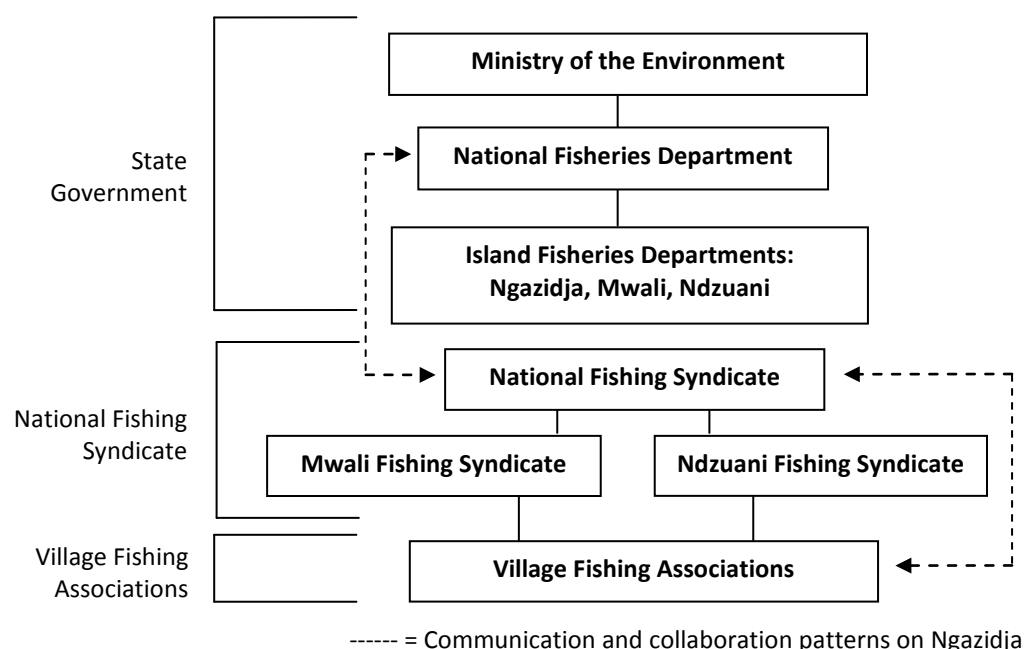 Ministry of the Environment
National Fisheries Department
State
Government
Island Fisheries Departments:
Ngazidja, Mwali, Ndzuani
National Fishing Syndicate
National Fishing
Syndicate
Mwali Fishing Syndicate
Ndzuani Fishing Syndicate
Village Fishing
Associations
Village Fishing Associations
------ = Communication and collaboration patterns on Ngazidja